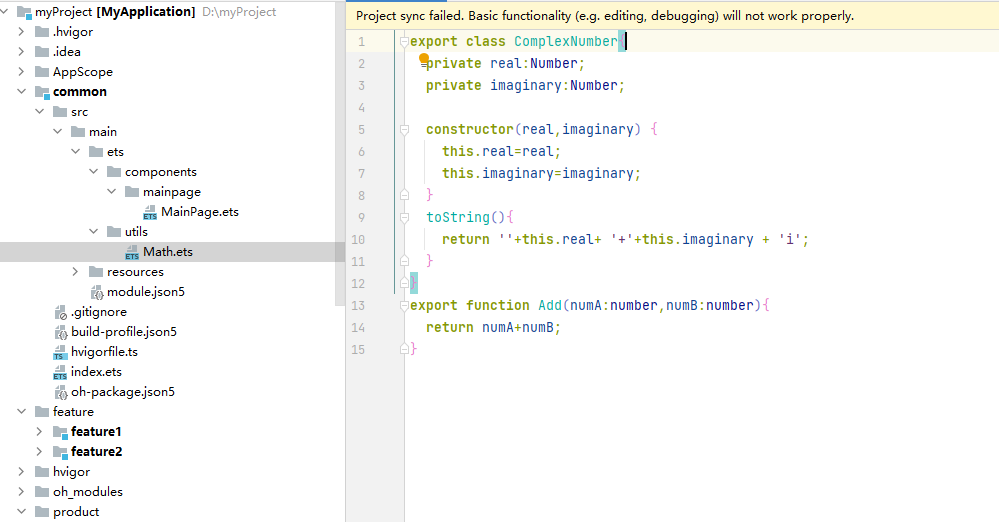 myProject [MyApplication] D:\myProject
.hvigor
.idea
AppScope
common
src
main
ets
components
mainpage
MainPage.ets
utils
Math.ets
resources
module.json5
.gitignore
build-profile.json5
hvigorfile.ts
index.ets
oh-package.json5
feature
feature1
feature2
hvigor
oh_modules
product
Project sync failed. Basic functionality (e.g. editing, debugging) will not work properly.
1 export class ComplexNumber{
2 private real:Number;
3 private imaginary:Number;
4
5 constructor(real,imaginary) {
6 this.real=real;
7 this.imaginary=imaginary;
8 }
9 toString(){
10 return ''+this.real+ '+'+this.imaginary + 'i';
11 }
12 }
13 export function Add(numA:number,numB:number){
14 return numA+numB;
15 }